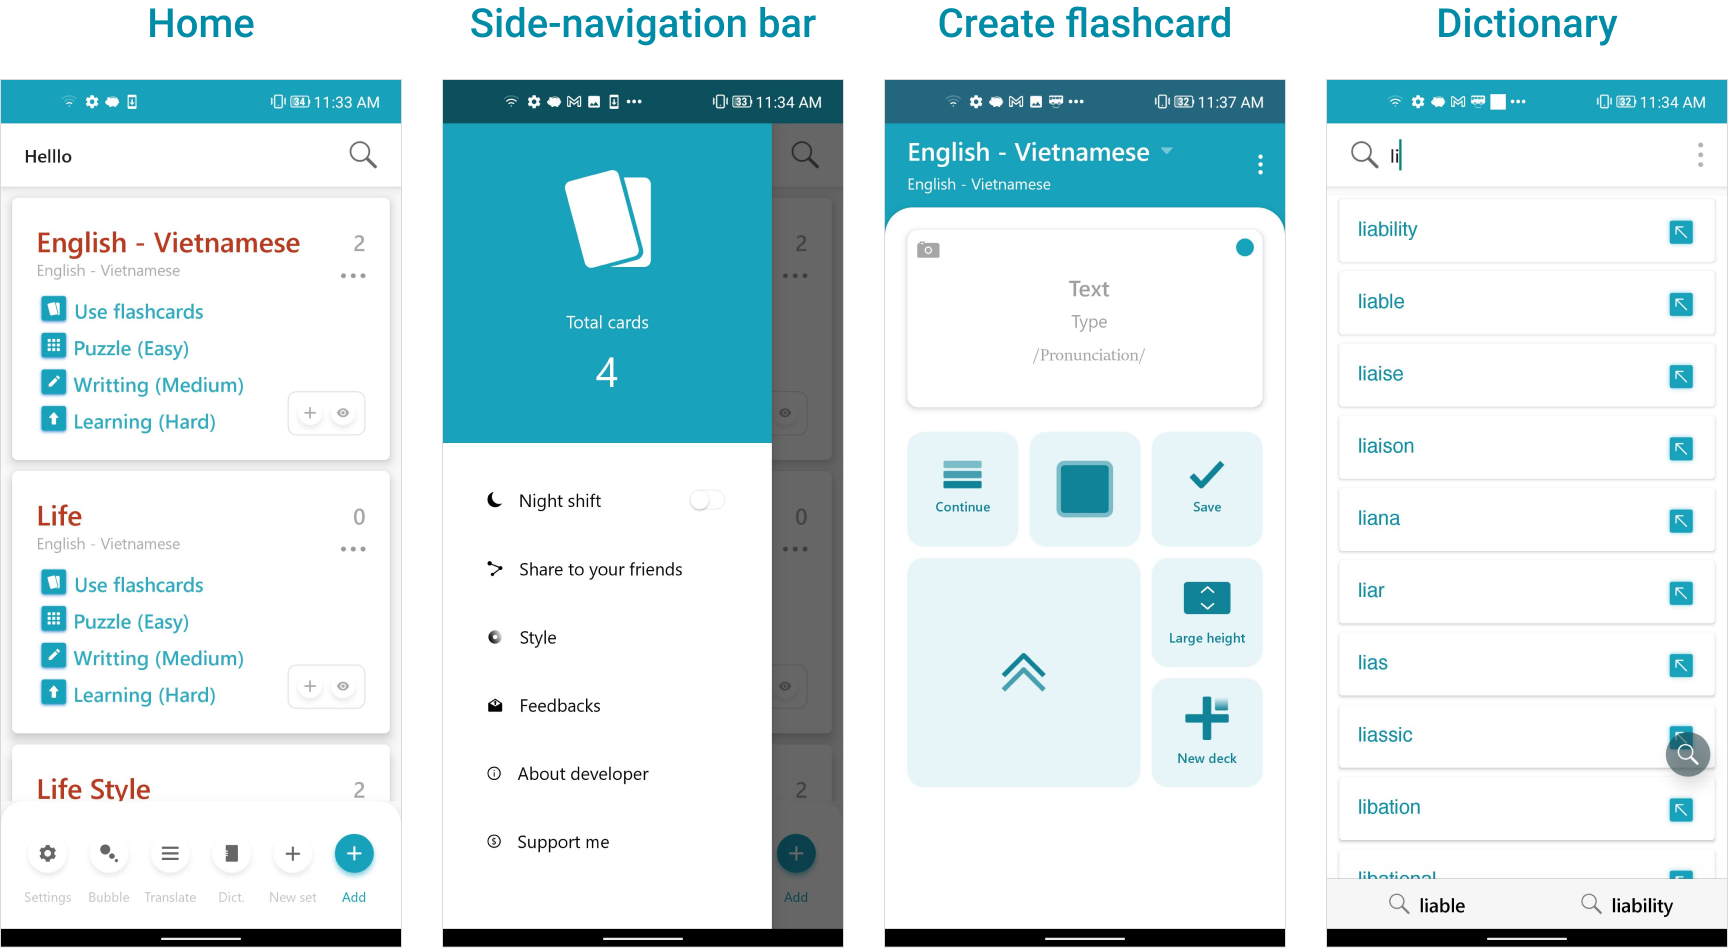 Home
Side-navigation bar
Create flashcard
Dictionary
34 11:33 AM
Helllo
English - Vietnamese 2
English - Vietnamese
Use flashcards
Puzzle (Easy)
Writting (Medium)
Learning (Hard)
Life 0
English - Vietnamese
Use flashcards
Puzzle (Easy)
Writting (Medium)
Learning (Hard)
Life Style 2
Settings Bubble Translate Dict. New set Add
33 11:34 AM
Total cards
4
Night shift
Share to your friends
Style
Feedbacks
About developer
Support me
2
0
2
Add
32 11:37 AM
English - Vietnamese
English - Vietnamese
Text
Type
/Pronunciation/
Continue
Save
Large height
New deck
32 11:34 AM
li
liability
liable
liaise
liaison
liana
liar
lias
liassic
libation
libational
liable liability